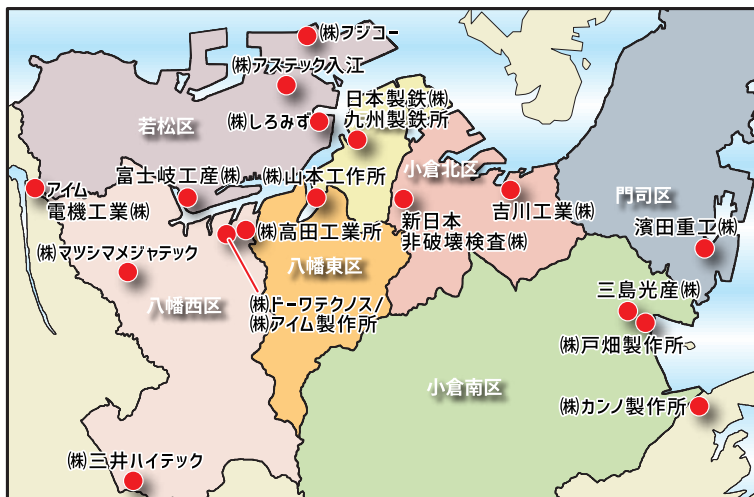 ㈱フジコー
㈱アステック入江
日本製鉄㈱
九州製鉄所
若松区
㈱しろみず
小倉北区
アイム
電機工業㈱
富士岐工産㈱
㈱山本工作所
新日本
非破壊検査㈱
吉川工業㈱
門司区
濱田重工㈱
㈱高田工業所
㈱マツシマメジャテック
八幡東区
八幡西区
㈱ドーワテクノス/
㈱アイム製作所
三島光産㈱
㈱戸畑製作所
小倉南区
㈱カンノ製作所
㈱三井ハイテック